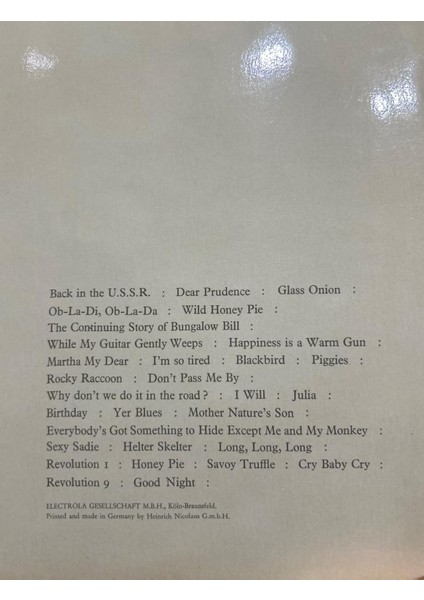 Back in the U.S.S.R. : Dear Prudence : Glass Onion :
Ob-La-Di, Ob-La-Da : Wild Honey Pie :
The Continuing Story of Bungalow Bill :
While My Guitar Gently Weeps : Happiness is a Warm Gun :
Martha My Dear : I'm so tired : Blackbird : Piggies :
Rocky Raccoon : Don't Pass Me By :
Why don't we do it in the road? : I Will : Julia :
Birthday : Yer Blues : Mother Nature's Son :
Everybody's Got Something to Hide Except Me and My Monkey :
Sexy Sadie : Helter Skelter : Long, Long, Long :
Revolution 1 : Honey Pie : Savoy Truffle : Cry Baby Cry :
Revolution 9 : Good Night :
ELECTROLA GESELLSCHAFT M.B.H., Köln-Braunsfeld.
Printed and made in Germany by Heinrich Nicolaus G.m.b.H.